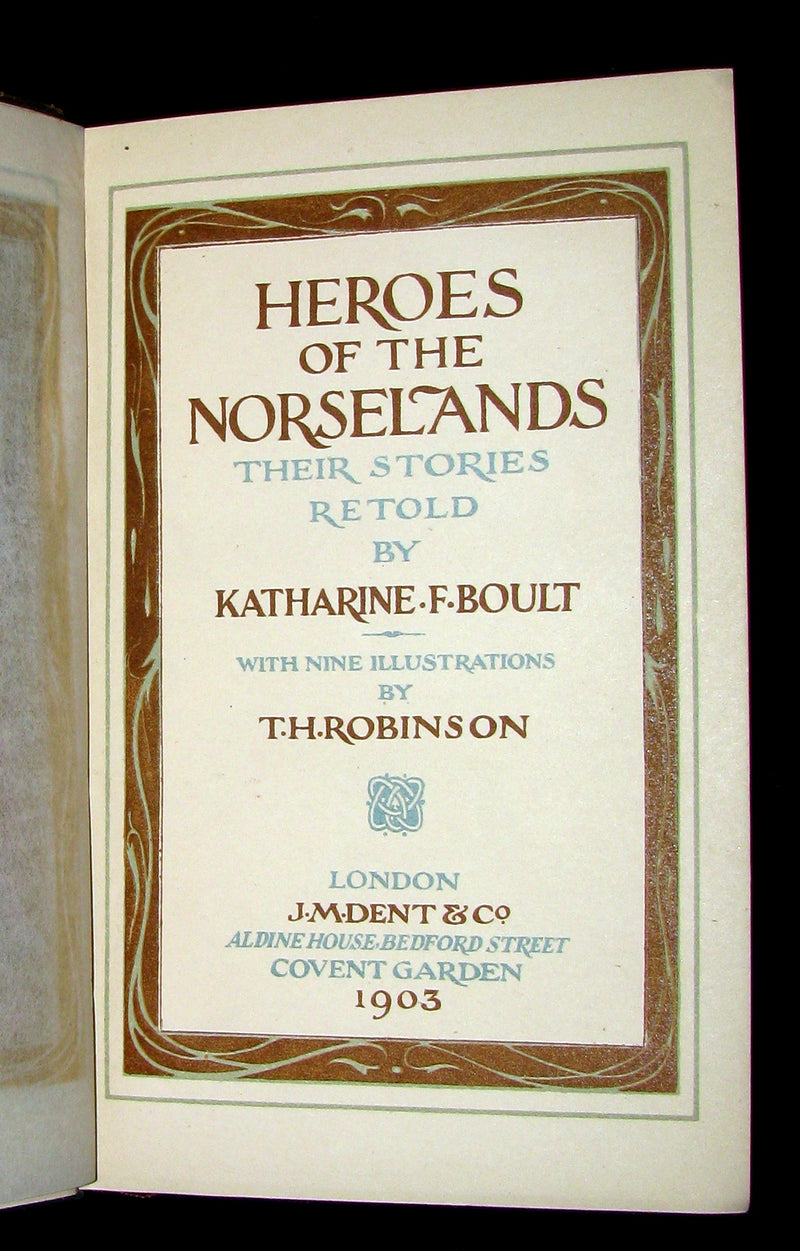 HEROES
OF THE
NORSELANDS
THEIR STORIES
RETOLD
BY
KATHARINE·F·BOULT
WITH NINE ILLUSTRATIONS
BY
T·H·ROBINSON
LONDON
J·M·DENT & Co
ALDINE HOUSE·BEDFORD STREET
COVENT GARDEN
1903